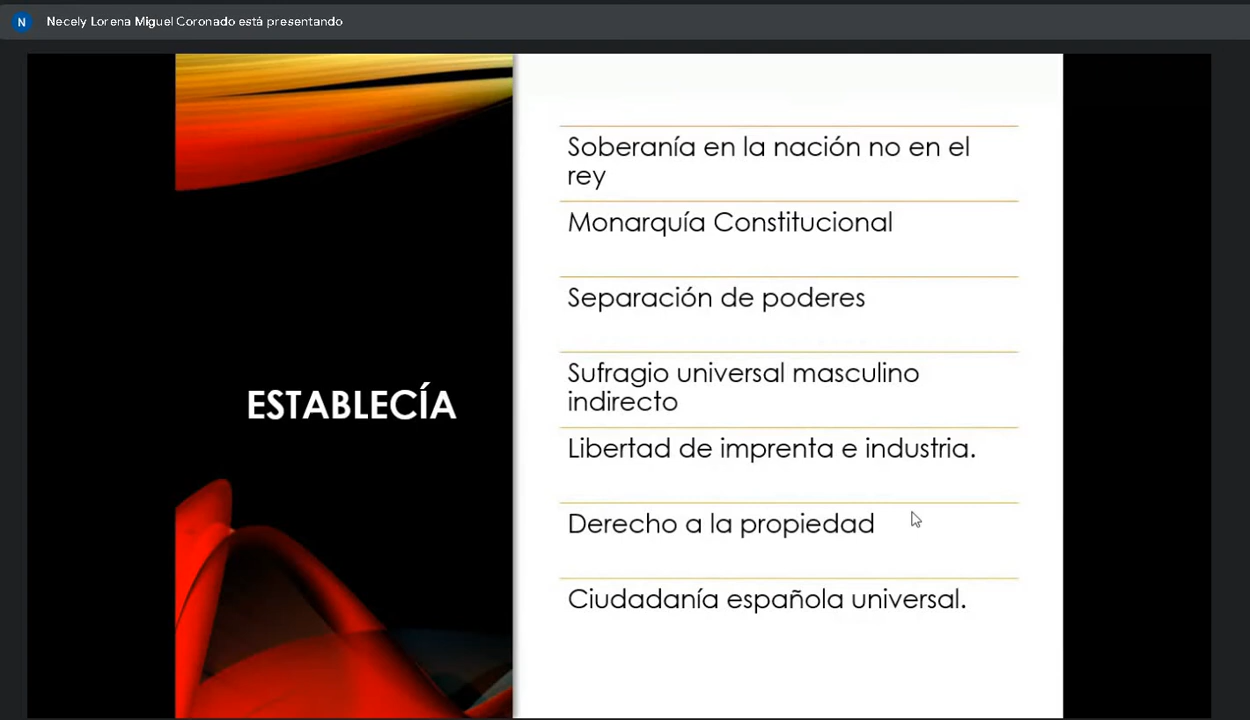 N
Necely Lorena Miguel Coronado está presentando
ESTABLECÍA
Soberanía en la nación no en el
rey
Monarquía Constitucional
Separación de poderes
Sufragio universal masculino
indirecto
Libertad de imprenta e industria.
Derecho a la propiedad
Ciudadanía española universal.